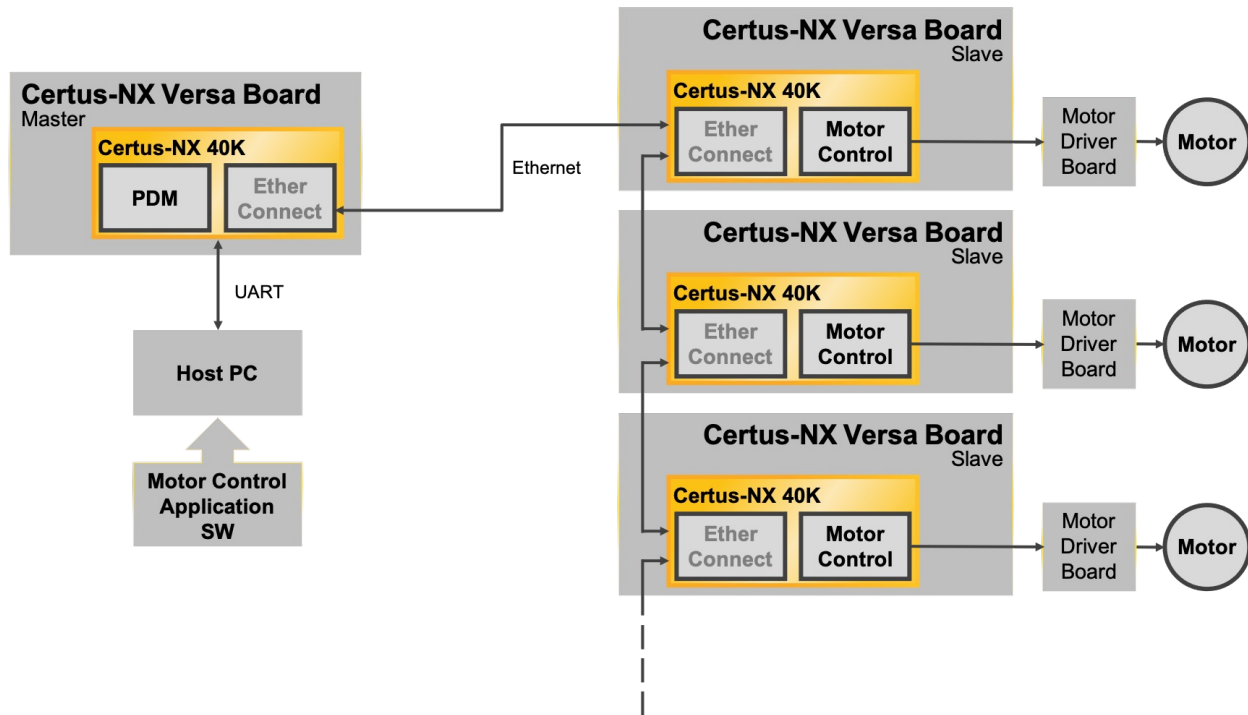 Certus-NX Versa Board
Master
Certus-NX 40K
PDM
Ether
Connect
UART
Host PC
Motor Control
Application
SW
Ethernet
Certus-NX Versa Board
Slave
Certus-NX 40K
Ether
Connect
Motor
Control
Motor
Driver
Board
Motor
Certus-NX Versa Board
Slave
Certus-NX 40K
Ether
Connect
Motor
Control
Motor
Driver
Board
Motor
Certus-NX Versa Board
Slave
Certus-NX 40K
Ether
Connect
Motor
Control
Motor
Driver
Board
Motor